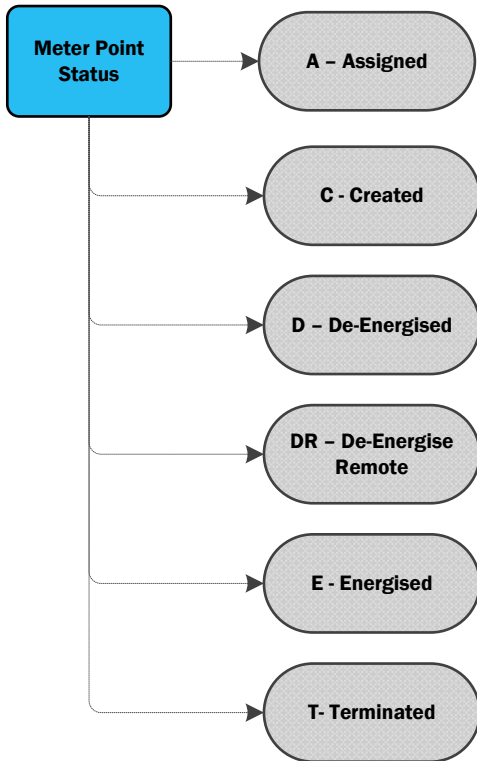 Meter Point
Status
A – Assigned
C - Created
D – De-Energised
DR – De-Energise
Remote
E - Energised
T- Terminated